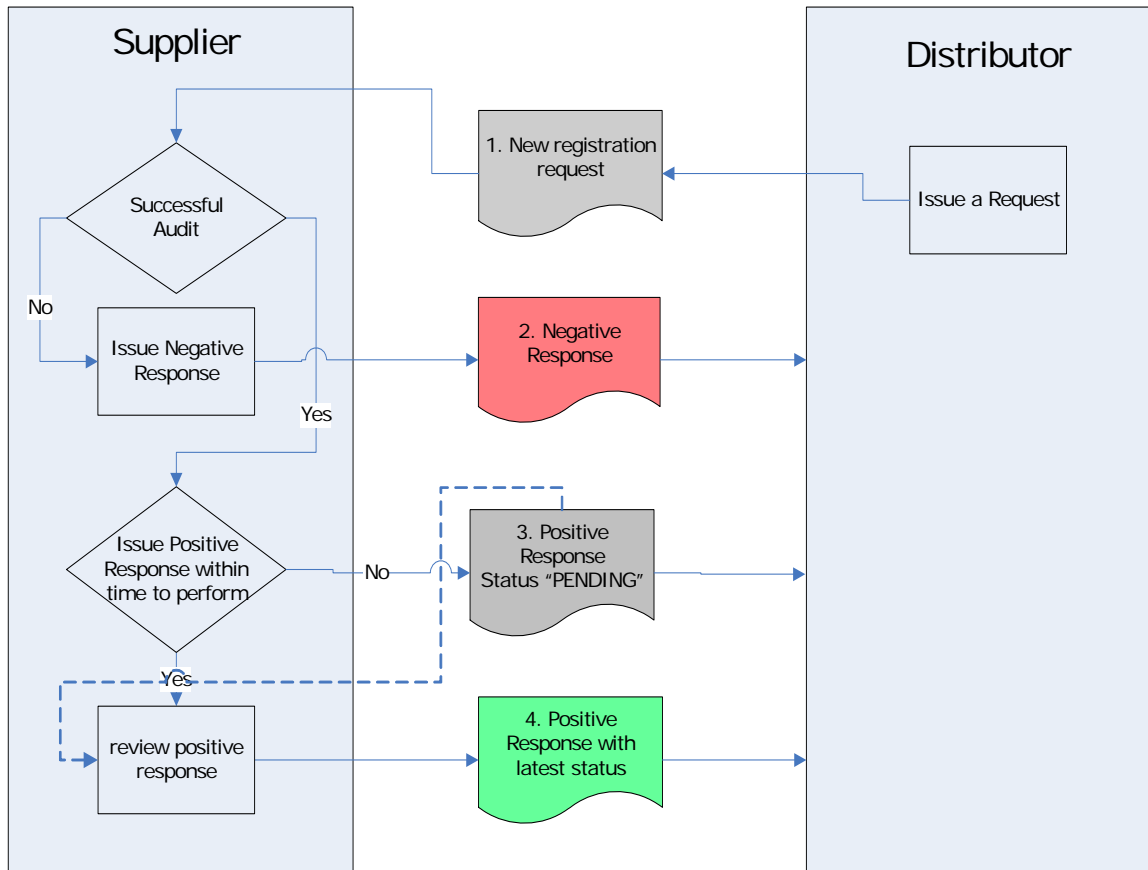 Supplier
Distributor
1. New registration
request
Issue a Request
Successful
Audit
No
Issue Negative
Response
2. Negative
Response
Yes
Issue Positive
Response within
time to perform
No
3. Positive
Response
Status “PENDING”
Yes
review positive
response
4. Positive
Response with
latest status